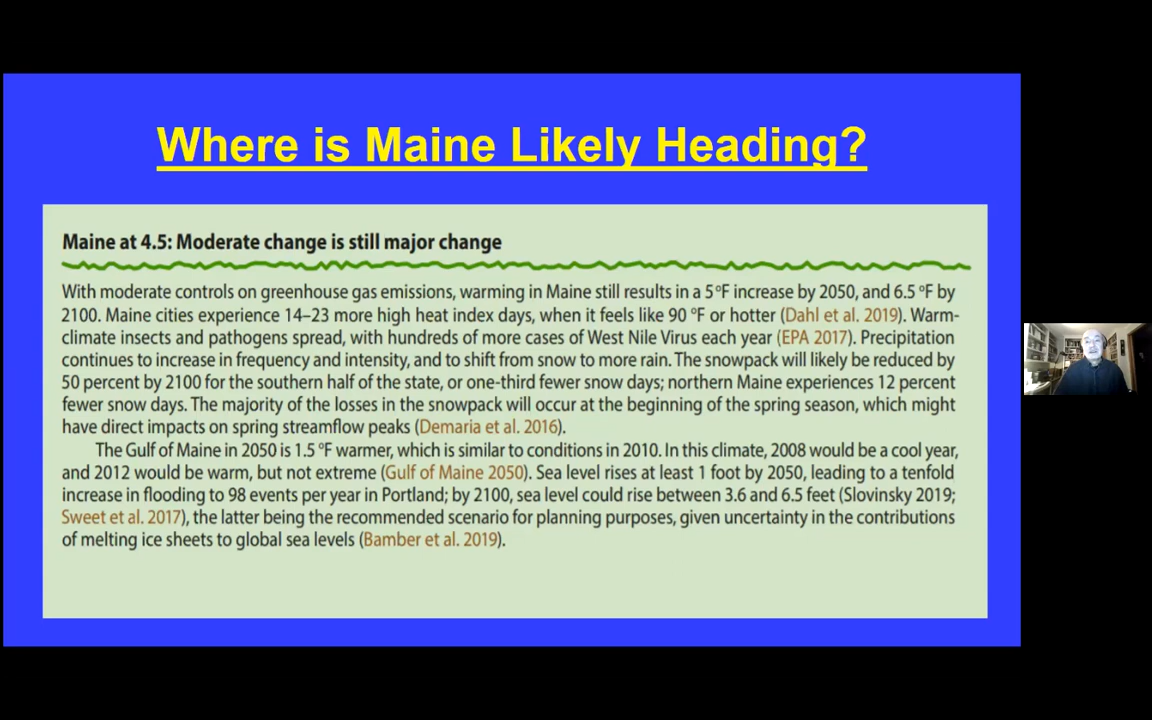 Where is Maine Likely Heading?
Maine at 4.5: Moderate change is still major change
With moderate controls on greenhouse gas emissions, warming in Maine still results in a 5 °F increase by 2050, and 6.5 °F by
2100. Maine cities experience 14–23 more high heat index days, when it feels like 90 °F or hotter (Dahl et al. 2019). Warm-
climate insects and pathogens spread, with hundreds of more cases of West Nile Virus each year (EPA 2017). Precipitation
continues to increase in frequency and intensity, and to shift from snow to more rain. The snowpack will likely be reduced by
50 percent by 2100 for the southern half of the state, or one-third fewer snow days; northern Maine experiences 12 percent
fewer snow days. The majority of the losses in the snowpack will occur at the beginning of the spring season, which might
have direct impacts on spring streamflow peaks (Demaria et al. 2016).
The Gulf of Maine in 2050 is 1.5 °F warmer, which is similar to conditions in 2010. In this climate, 2008 would be a cool year,
and 2012 would be warm, but not extreme (Gulf of Maine 2050). Sea level rises at least 1 foot by 2050, leading to a tenfold
increase in flooding to 98 events per year in Portland; by 2100, sea level could rise between 3.6 and 6.5 feet (Slovinsky 2019;
Sweet et al. 2017), the latter being the recommended scenario for planning purposes, given uncertainty in the contributions
of melting ice sheets to global sea levels (Bamber et al. 2019).